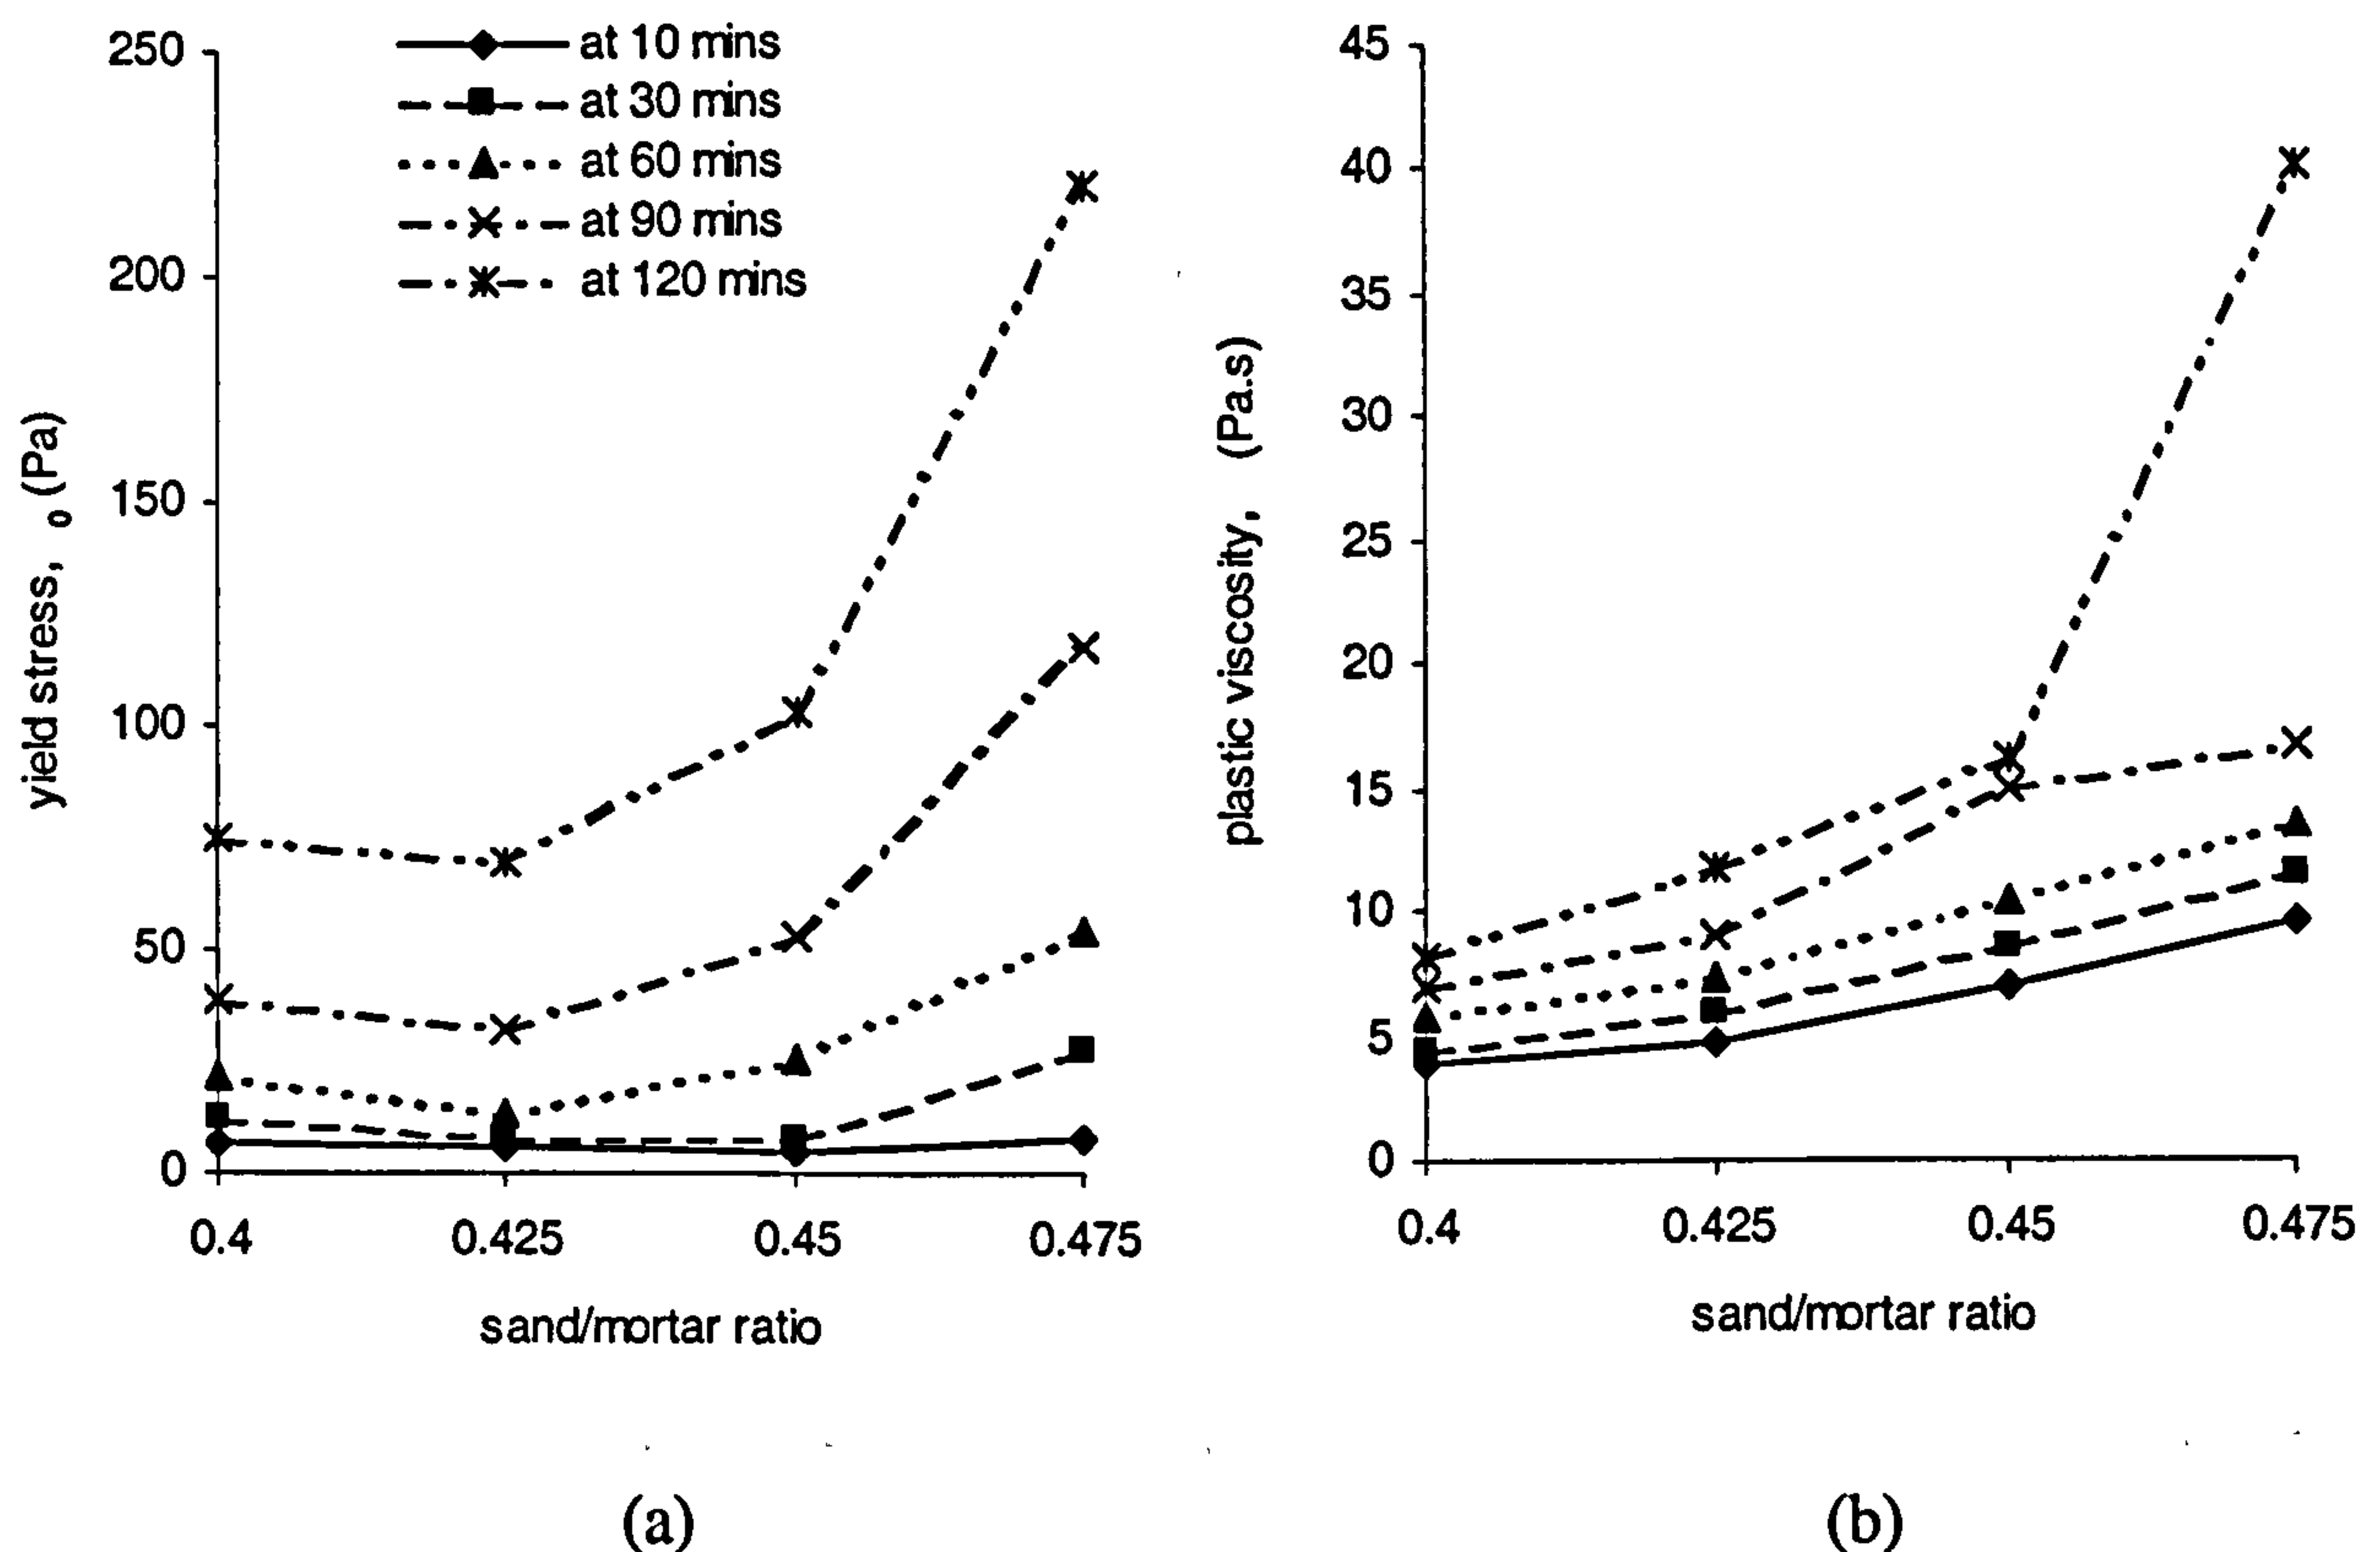 250
200
150
100
50
0
at 10 mins
at 30 mins
at 60 mins
at 90 mins
at 120 mins
yield stress, ₀ (Pa)
0.4 0.425 0.45 0.475
sand/mortar ratio
(a)
45
40
35
30
25
20
15
10
5
0
plastic viscosity, (Pa.s)
0.4 0.425 0.45 0.475
sand/mortar ratio
(b)